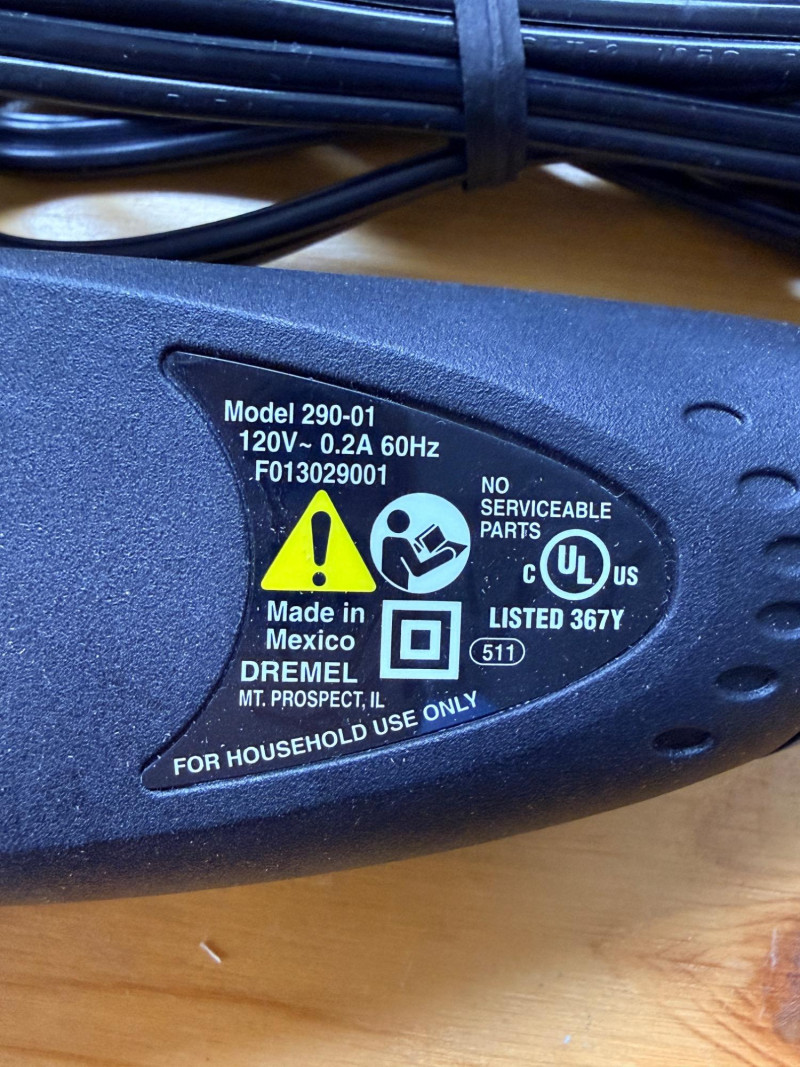 Model 290-01
120V~ 0.2A 60Hz
F013029001
NO
SERVICEABLE
PARTS
C UL US
LISTED 367Y
511
Made in
Mexico
DREMEL
MT. PROSPECT, IL
FOR HOUSEHOLD USE ONLY